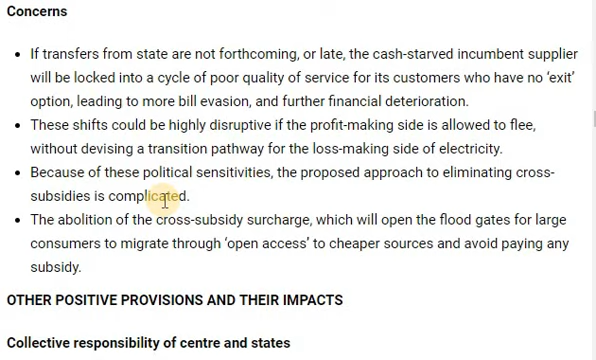 Concerns
• If transfers from state are not forthcoming, or late, the cash-starved incumbent supplier
will be locked into a cycle of poor quality of service for its customers who have no ‘exit’
option, leading to more bill evasion, and further financial deterioration.
• These shifts could be highly disruptive if the profit-making side is allowed to flee,
without devising a transition pathway for the loss-making side of electricity.
• Because of these political sensitivities, the proposed approach to eliminating cross-
subsidies is complicated.
• The abolition of the cross-subsidy surcharge, which will open the flood gates for large
consumers to migrate through ‘open access’ to cheaper sources and avoid paying any
subsidy.
OTHER POSITIVE PROVISIONS AND THEIR IMPACTS
Collective responsibility of centre and states